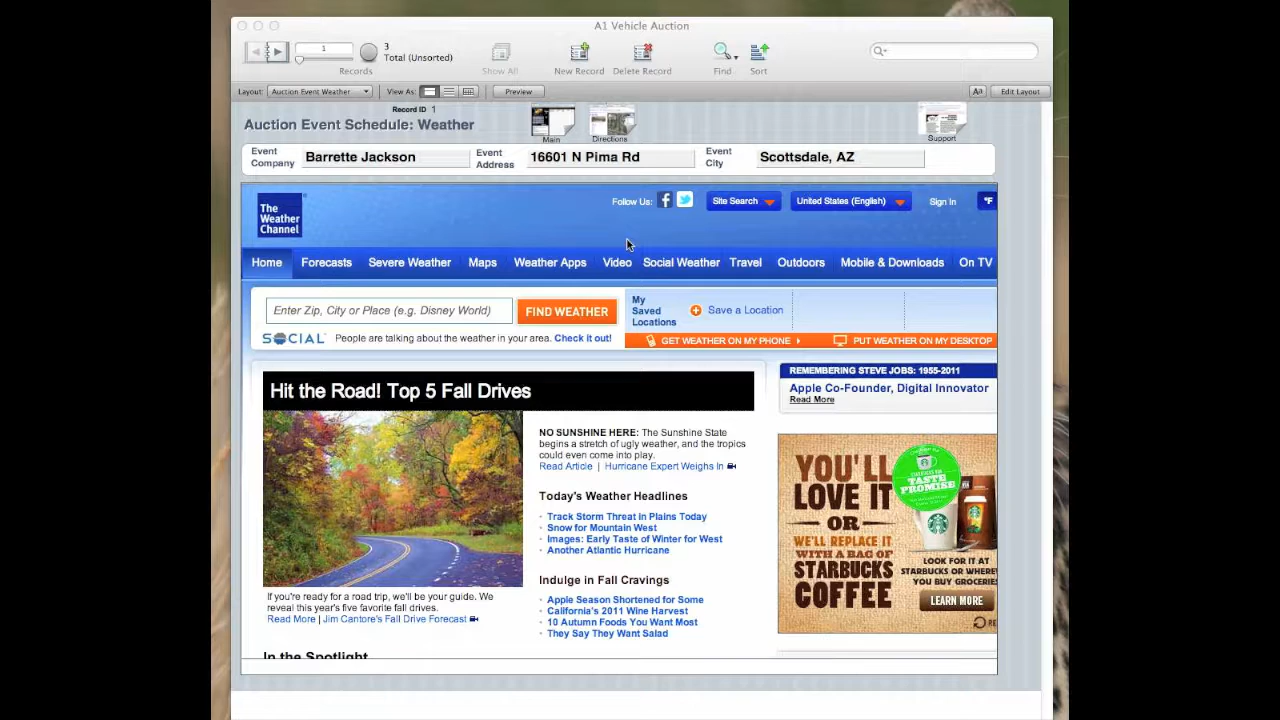 A1 Vehicle Auction
1
3
Total (Unsorted)
Records
Show All
New Record
Delete Record
Find
Sort
Layout:
Auction Event Weather
View As:
Preview
Aa
Edit Layout
Record ID 1
Auction Event Schedule: Weather
Main
Directions
Support
Event
Company
Barrette Jackson
Event
Address
16601 N Pima Rd
Event
City
Scottsdale, AZ
The
Weather
Channel
Follow Us:
Site Search
United States (English)
Sign In
°F
Home
Forecasts
Severe Weather
Maps
Weather Apps
Video
Social Weather
Travel
Outdoors
Mobile & Downloads
On TV
Enter Zip, City or Place (e.g. Disney World)
FIND WEATHER
My
Saved
Locations
Save a Location
SOCIAL
People are talking about the weather in your area. Check it out!
GET WEATHER ON MY PHONE
PUT WEATHER ON MY DESKTOP
Hit the Road! Top 5 Fall Drives
If you're ready for a road trip, we'll be your guide. We
reveal this year's five favorite fall drives.
Read More | Jim Cantore's Fall Drive Forecast
In the Spotlight
NO SUNSHINE HERE: The Sunshine State
begins a stretch of ugly weather, and the tropics
could even come into play.
Read Article | Hurricane Expert Weighs In
Today's Weather Headlines
Track Storm Threat in Plains Today
Snow for Mountain West
Images: Early Taste of Winter for West
Another Atlantic Hurricane
Indulge in Fall Cravings
Apple Season Shortened for Some
California's 2011 Wine Harvest
10 Autumn Foods You Want Most
They Say They Want Salad
REMEMBERING STEVE JOBS: 1955-2011
Apple Co-Founder, Digital Innovator
Read More
YOU'LL
LOVE IT
OR
WE'LL REPLACE IT
WITH A BAG OF
STARBUCKS
COFFEE
STARBUCKS
TASTE
PROMISE
LOOK FOR IT AT
STARBUCKS OR WHERE
YOU BUY GROCERIE
LEARN MORE
RE